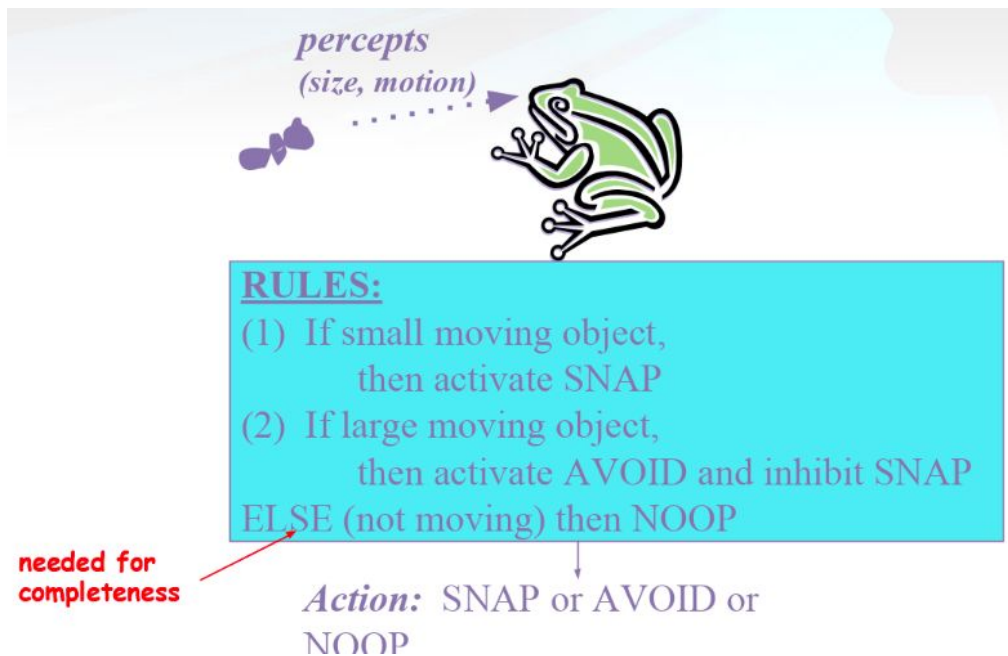 percepts
(size, motion)
RULES:
(1) If small moving object,
then activate SNAP
(2) If large moving object,
then activate AVOID and inhibit SNAP
ELSE (not moving) then NOOP
needed for
completeness
Action: SNAP or AVOID or
NOOP